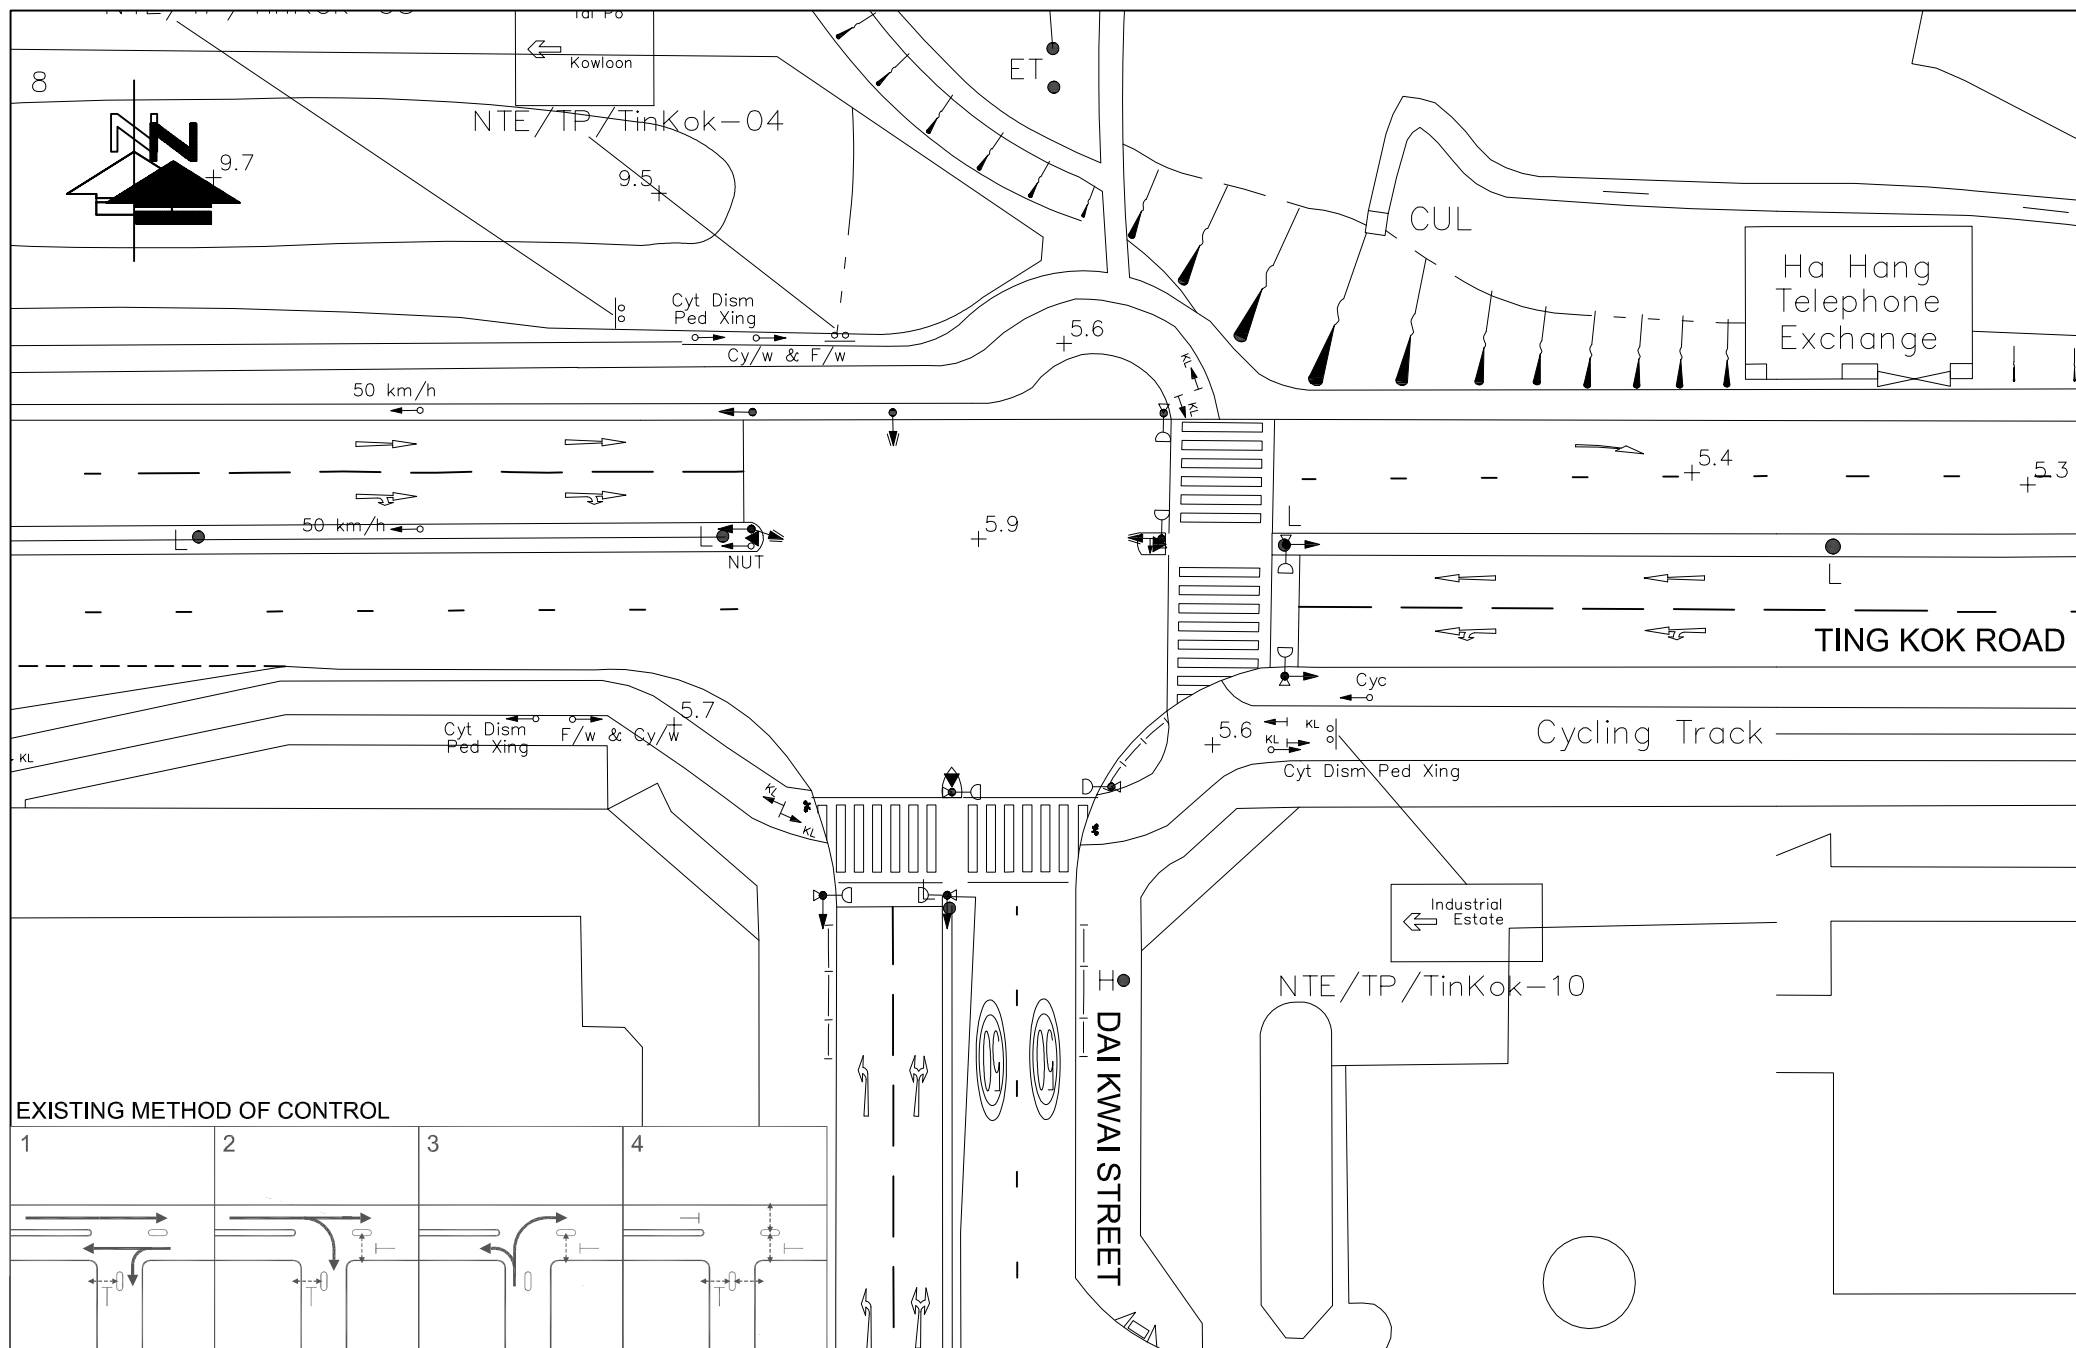 Tai Po
Kowloon
NTE/TP/TinKok-04
8
N
9.7
9.5
ET
CUL
Ha Hang
Telephone
Exchange
Cyt Dism
Ped Xing
Cy/w & F/w
5.6
KL
KL
50 km/h
5.4
5.3
50 km/h
L
L
NUT
5.9
L
L
TING KOK ROAD
Cyc
Cyt Dism
Ped Xing
F/w & Cy/w
5.7
5.6
KL
KL
Cyt Dism Ped Xing
Cycling Track
KL
KL
KL
Industrial
Estate
NTE/TP/TinKok-10
H
DAI KWAI STREET
EXISTING METHOD OF CONTROL
1
2
3
4